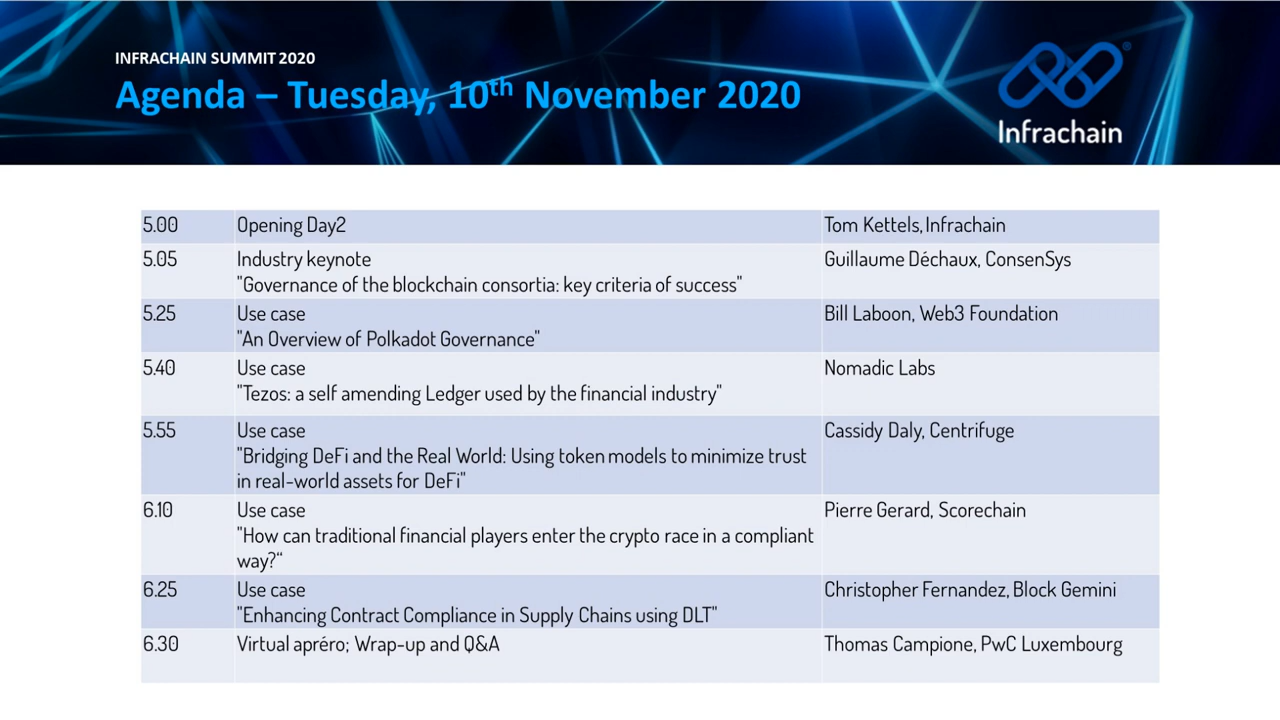 INFRACHAIN SUMMIT 2020
Agenda – Tuesday, 10th November 2020
Infrachain
5.00 Opening Day2 Tom Kettels, Infrachain
5.05 Industry keynote Guillaume Déchaux, ConsenSys
"Governance of the blockchain consortia: key criteria of success"
5.25 Use case Bill Laboon, Web3 Foundation
"An Overview of Polkadot Governance"
5.40 Use case Nomadic Labs
"Tezos: a self amending Ledger used by the financial industry"
5.55 Use case Cassidy Daly, Centrifuge
"Bridging DeFi and the Real World: Using token models to minimize trust
in real-world assets for DeFi"
6.10 Use case Pierre Gerard, Scorechain
"How can traditional financial players enter the crypto race in a compliant
way?“
6.25 Use case Christopher Fernandez, Block Gemini
"Enhancing Contract Compliance in Supply Chains using DLT"
6.30 Virtual apréro; Wrap-up and Q&A Thomas Campione, PwC Luxembourg